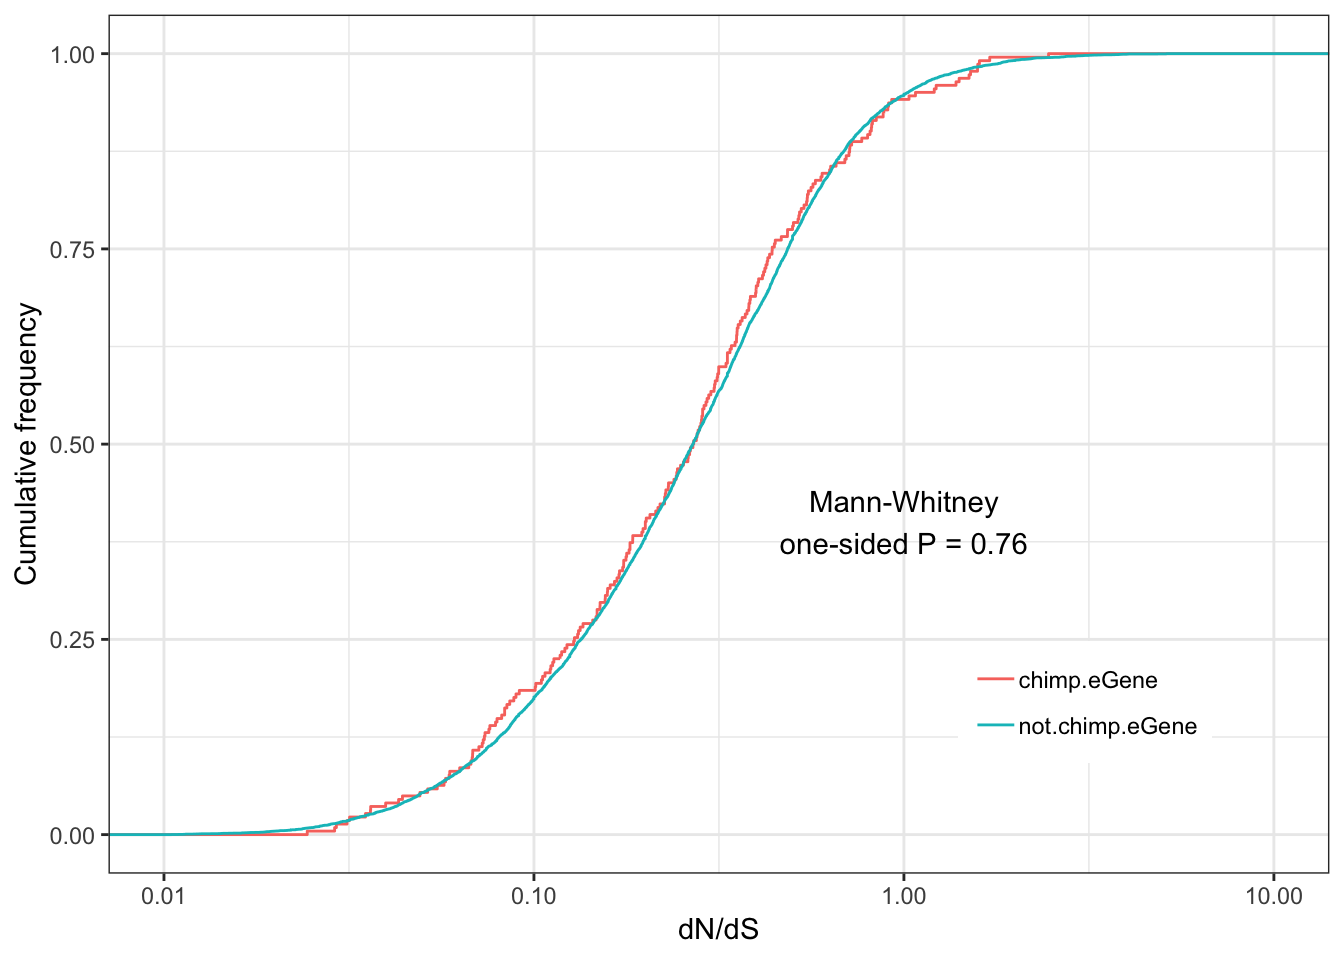 1.00
0.75
0.50
0.25
0.00
Cumulative frequency
Mann-Whitney
one-sided P = 0.76
chimp.eGene
not.chimp.eGene
0.01
0.10
1.00
10.00
dN/dS